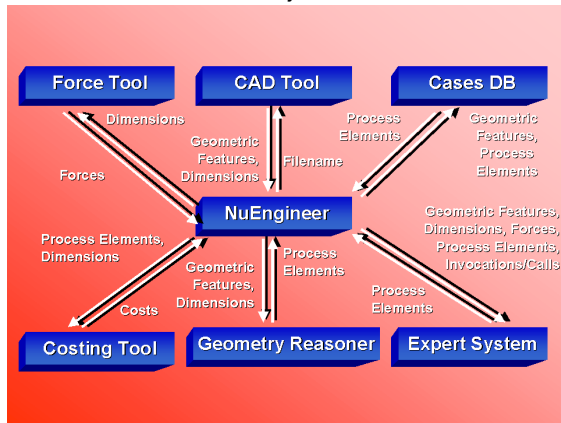 Force Tool
CAD Tool
Cases DB
Dimensions
Process
Elements
Geometric
Features,
Process
Elements
Geometric
Features,
Dimensions
Filename
Forces
NuEngineer
Geometric Features,
Dimensions, Forces,
Process Elements,
Invocations/Calls
Process Elements,
Dimensions
Geometric
Features,
Dimensions
Process
Elements
Process
Elements
Costs
Costing Tool
Geometry Reasoner
Expert System